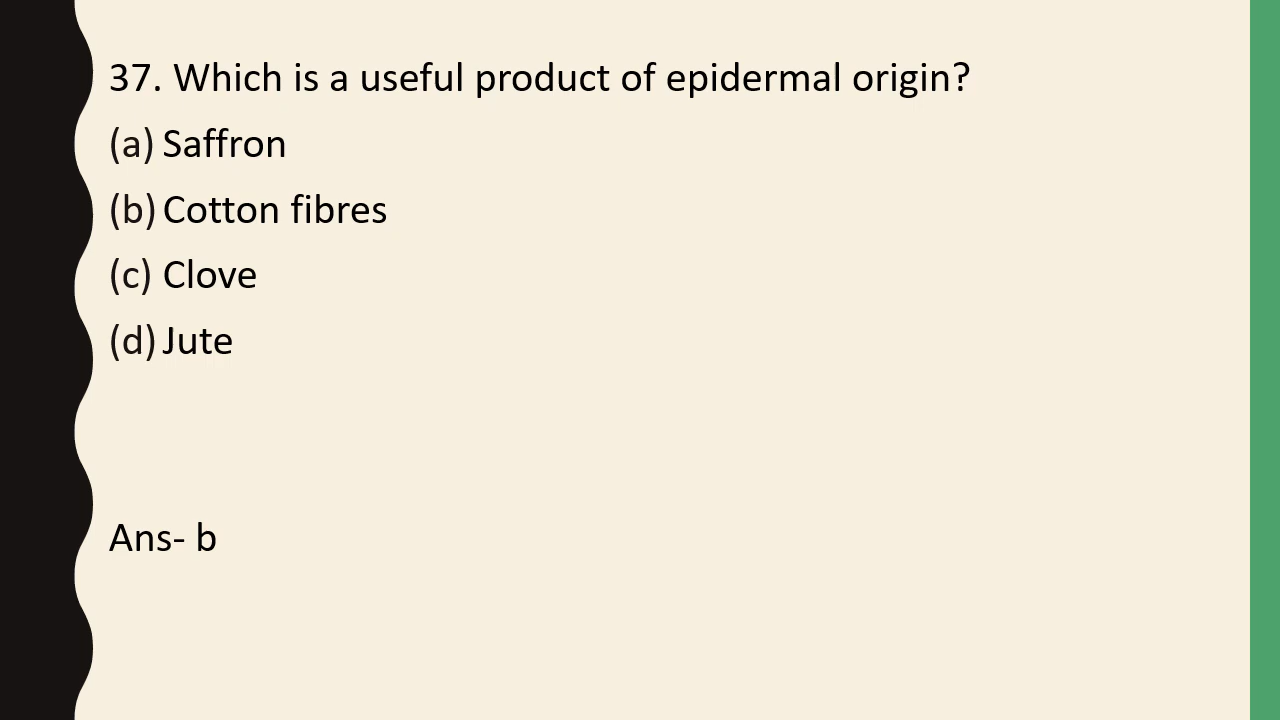 37. Which is a useful product of epidermal origin?
(a) Saffron
(b) Cotton fibres
(c) Clove
(d) Jute
Ans- b